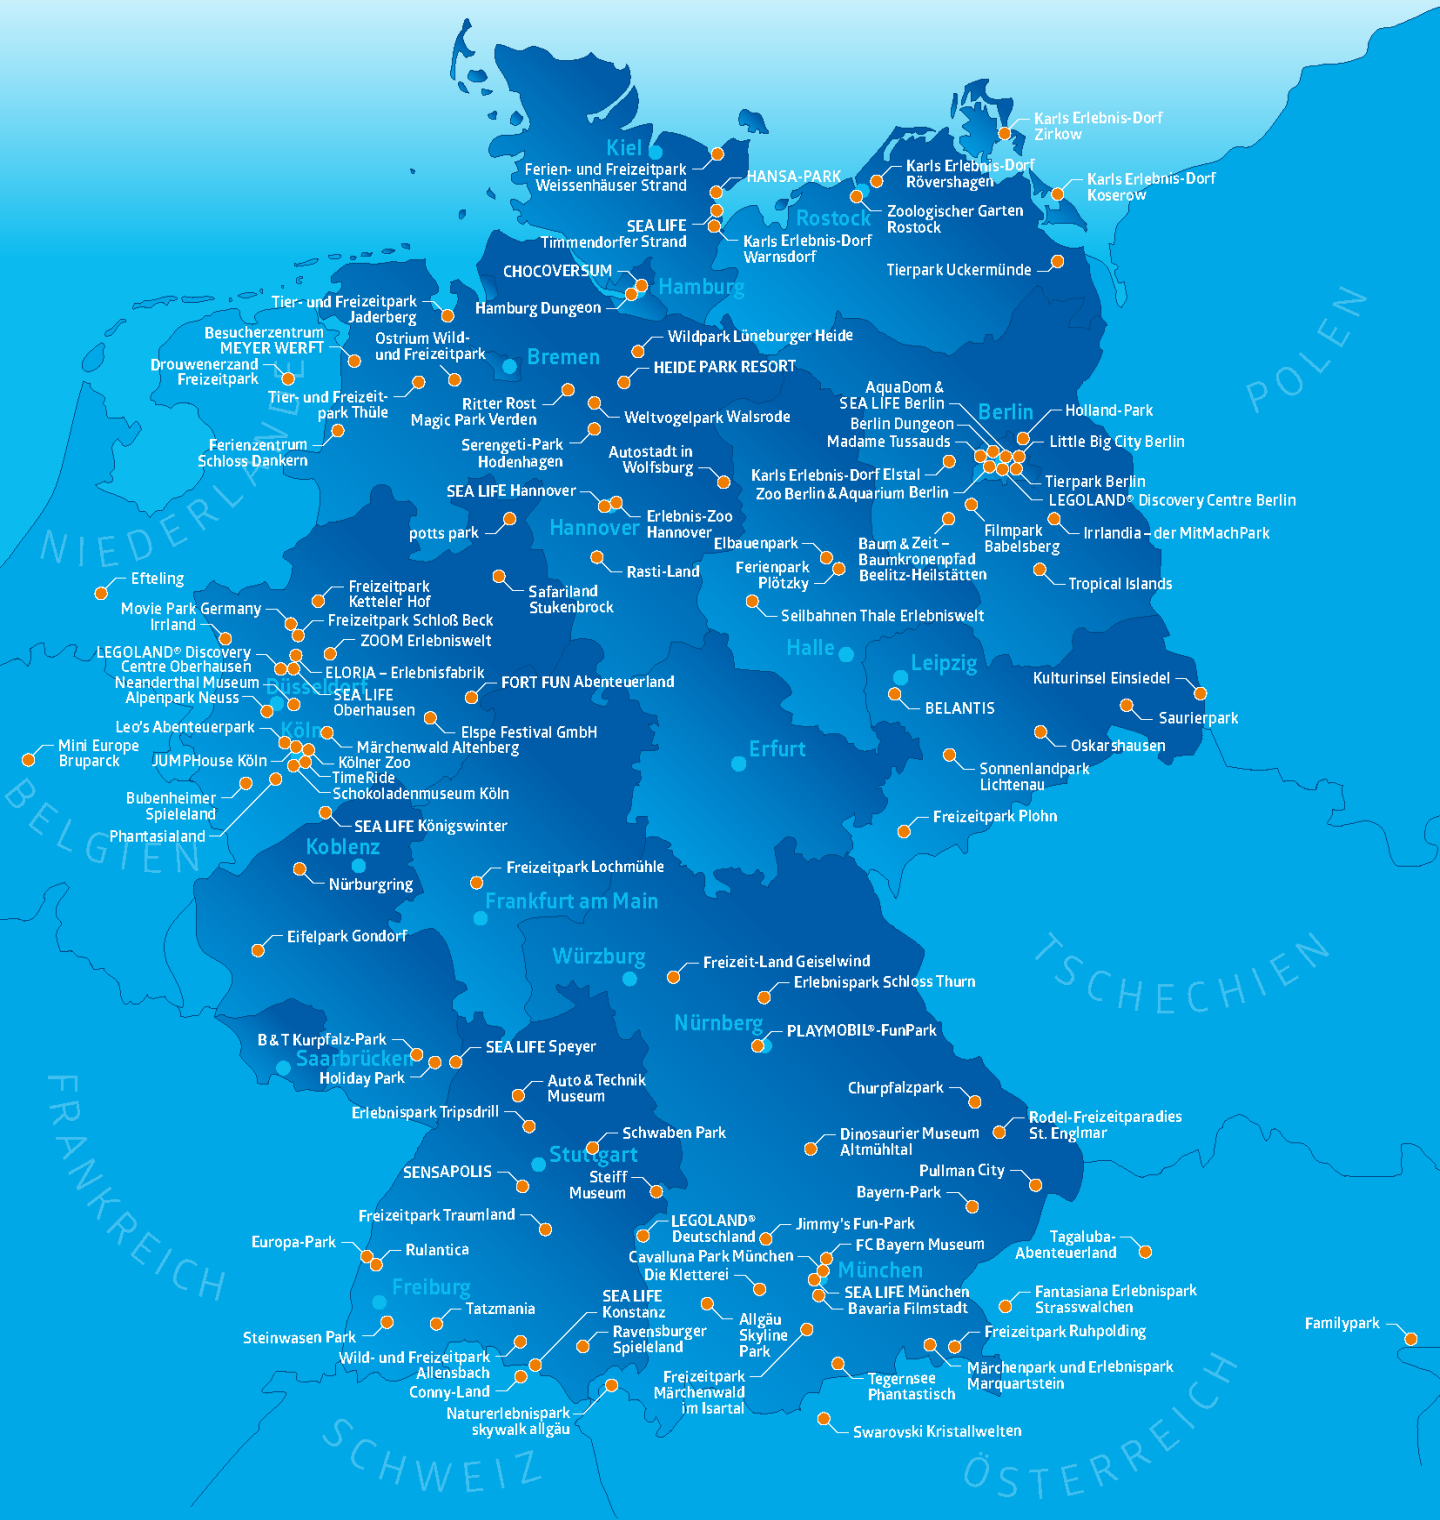 Karls Erlebnis-Dorf
Zirkow
Kiel
Ferien- und Freizeitpark
Weissenhäuser Strand
HANSA-PARK
Karls Erlebnis-Dorf
Rövershagen
Karls Erlebnis-Dorf
Koserow
Rostock
Zoologischer Garten
Rostock
SEA LIFE
Timmendorfer Strand
Karls Erlebnis-Dorf
Warnsdorf
Tierpark Uckermünde
CHOCOVERSUM
Hamburg
Hamburg Dungeon
Tier- und Freizeitpark
Jaderberg
Besucherzentrum
MEYER WERFT
Ostrium Wild-
und Freizeitpark
Drouwenerzand
Freizeitpark
Bremen
Wildpark Lüneburger Heide
HEIDE PARK RESORT
Tier- und Freizeit-
park Thüle
Ritter Rost
Magic Park Verden
Weltvogelpark Walsrode
Ferienzentrum
Schloss Dankern
Serengeti-Park
Hodenhagen
Autostadt in
Wolfsburg
AquaDom &
SEA LIFE Berlin
Berlin
Holland-Park
Berlin Dungeon
Madame Tussauds
Little Big City Berlin
Karls Erlebnis-Dorf Elstal
Zoo Berlin & Aquarium Berlin
Tierpark Berlin
LEGOLAND® Discovery Centre Berlin
POLEN
NIEDERLANDE
SEA LIFE Hannover
Hannover
Erlebnis-Zoo
Hannover
potts park
Elbauenpark
Ferienpark
Plötzky
Baum & Zeit –
Baumkronenpfad
Beelitz-Heilstätten
Filmpark
Babelsberg
Irrlandia – der MitMachPark
Tropical Islands
Rasti-Land
Safariland
Stukenbrock
Seilbahnen Thale Erlebniswelt
Efteling
Freizeitpark
Ketteler Hof
Movie Park Germany
Irrland
Freizeitpark Schloß Beck
ZOOM Erlebniswelt
LEGOLAND® Discovery
Centre Oberhausen
ELORIA – Erlebnisfabrik
Neanderthal Museum
Düsseldorf
SEA LIFE
Oberhausen
Alpenpark Neuss
FORT FUN Abenteuerland
Elspe Festival GmbH
Halle
Leipzig
BELANTIS
Kulturinsel Einsiedel
Saurierpark
Oskarshausen
Leo's Abenteuerpark
Köln
Märchenwald Altenberg
Mini Europe
Bruparck
JUMPHouse Köln
Kölner Zoo
TimeRide
Schokoladenmuseum Köln
Erfurt
Sonnenlandpark
Lichtenau
Bubenheimer
Spieleland
Phantasialand
SEA LIFE Königswinter
Freizeitpark Plohn
BELGIEN
Koblenz
Nürburgring
Freizeitpark Lochmühle
Frankfurt am Main
Eifelpark Gondorf
Würzburg
Freizeit-Land Geiselwind
Erlebnispark Schloss Thurn
TSCHECHIEN
Nürnberg
PLAYMOBIL®-FunPark
B & T Kurpfalz-Park
Saarbrücken
Holiday Park
SEA LIFE Speyer
Auto & Technik
Museum
Churpfalzpark
FRANKREICH
Erlebnispark Tripsdrill
Schwaben Park
Stuttgart
Dinosaurier Museum
Altmühltal
Rodel-Freizeitparadies
St. Englmar
SENSAPOLIS
Steiff
Museum
Pullman City
Bayern-Park
Freizeitpark Traumland
LEGOLAND®
Deutschland
Jimmy's Fun-Park
Europa-Park
Rulantica
Cavalluna Park München
FC Bayern Museum
Tagaluba-
Abenteuerland
Die Kletterei
München
Freiburg
SEA LIFE
Konstanz
SEA LIFE München
Bavaria Filmstadt
Fantasiana Erlebnispark
Strasswalchen
Tatzmania
Steinwasen Park
Ravensburger
Spieleland
Allgäu
Skyline
Park
Freizeitpark Ruhpolding
Familypark
Wild- und Freizeitpark
Allensbach
Conny-Land
Freizeitpark
Märchenwald
im Isartal
Tegernsee
Phantastisch
Märchenpark und Erlebnispark
Marquartstein
Naturerlebnispark
skywalk allgäu
Swarovski Kristallwelten
SCHWEIZ
ÖSTERREICH